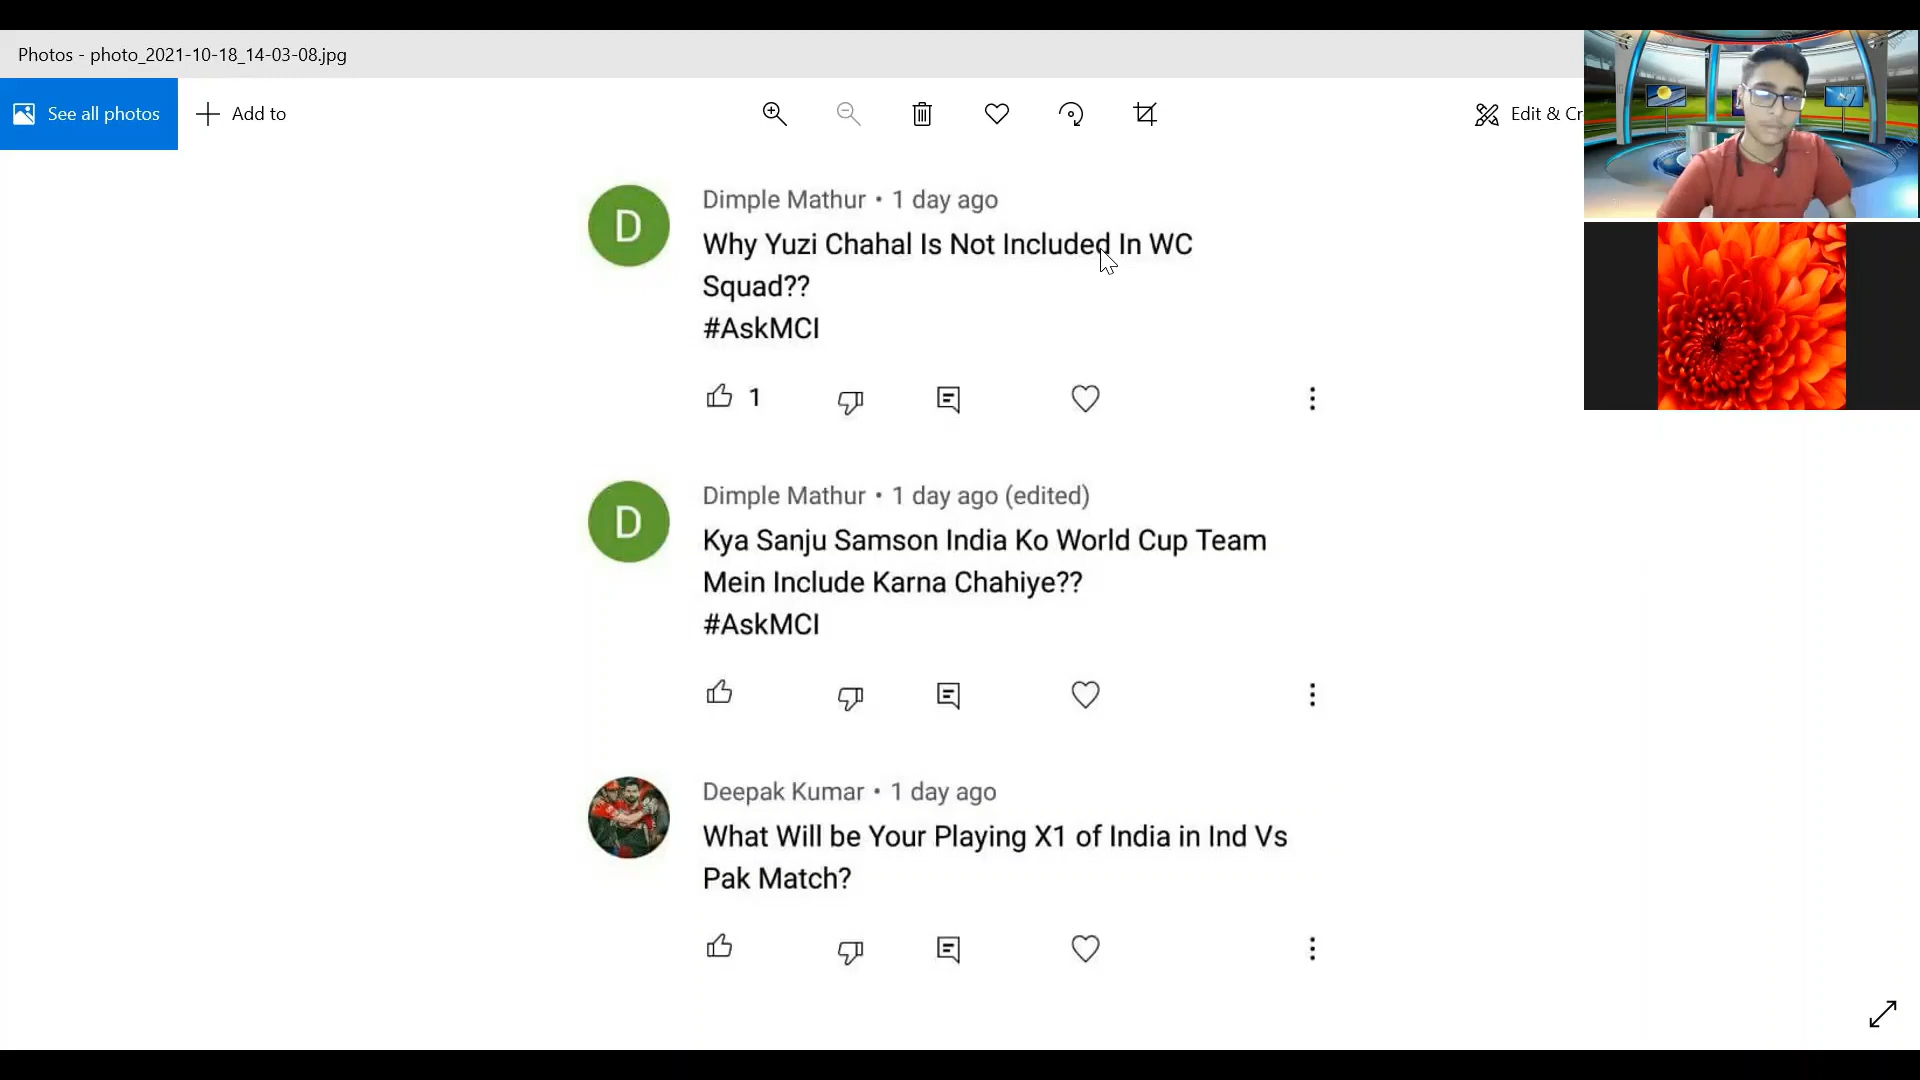 Photos - photo_2021-10-18_14-03-08.jpg
See all photos
Add to
Edit & Cr
D
Dimple Mathur • 1 day ago
Why Yuzi Chahal Is Not Included In WC
Squad??
#AskMCI
1
D
Dimple Mathur • 1 day ago (edited)
Kya Sanju Samson India Ko World Cup Team
Mein Include Karna Chahiye??
#AskMCI
Deepak Kumar • 1 day ago
What Will be Your Playing X1 of India in Ind Vs
Pak Match?